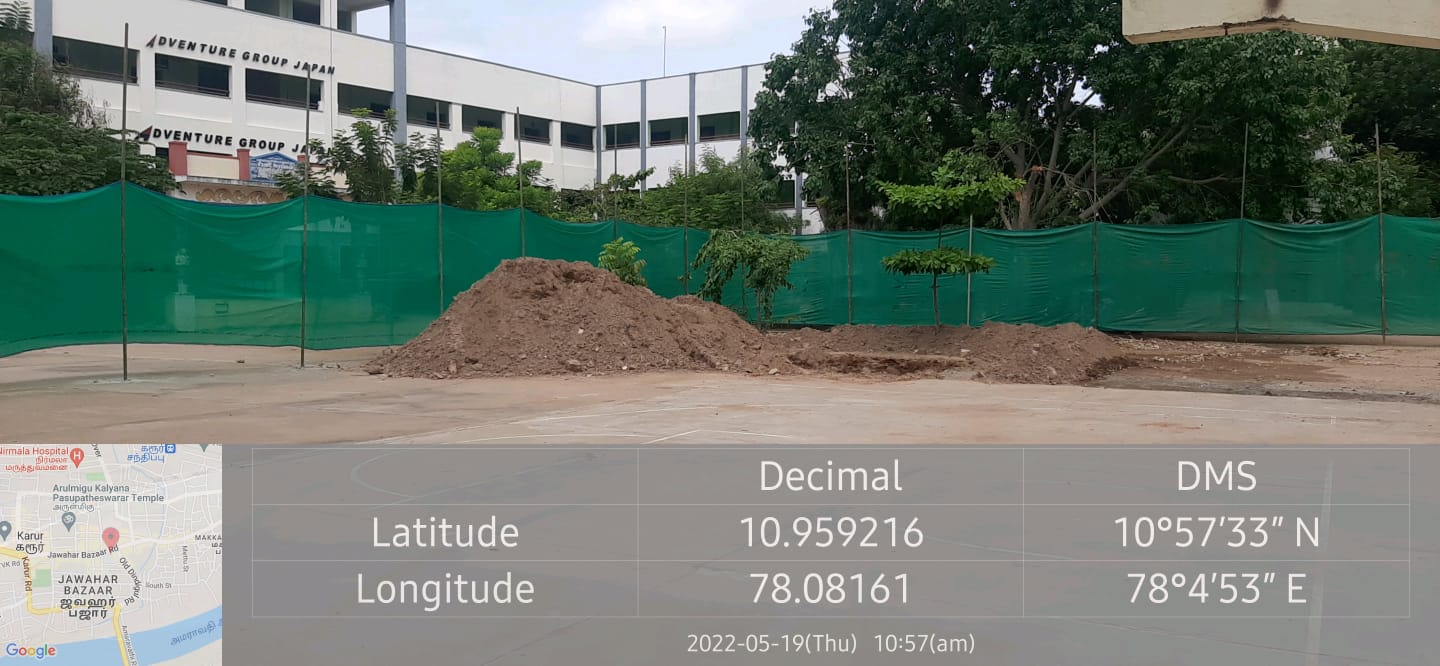 ADVENTURE GROUP JAPAN
ADVENTURE GROUP JAPAN
Nirmala Hospital
நிர்மலா
மருத்துவமனை
கரூர்
சந்திப்பு
Arulmigu Kalyana
Pasupatheswarar Temple
அருள்மிகு
Karur
கரூர்
Jawahar Bazaar Rd
MAKKA
VK Rd
Karur Rd
Old Dindigul Rd
Mettu St
South St
JAWAHAR
BAZAAR
ஜவஹர்
பஜார்
Amaravathi
அமராவதி
Google
Decimal DMS
Latitude 10.959216 10°57'33" N
Longitude 78.08161 78°4'53" E
2022-05-19(Thu) 10:57(am)